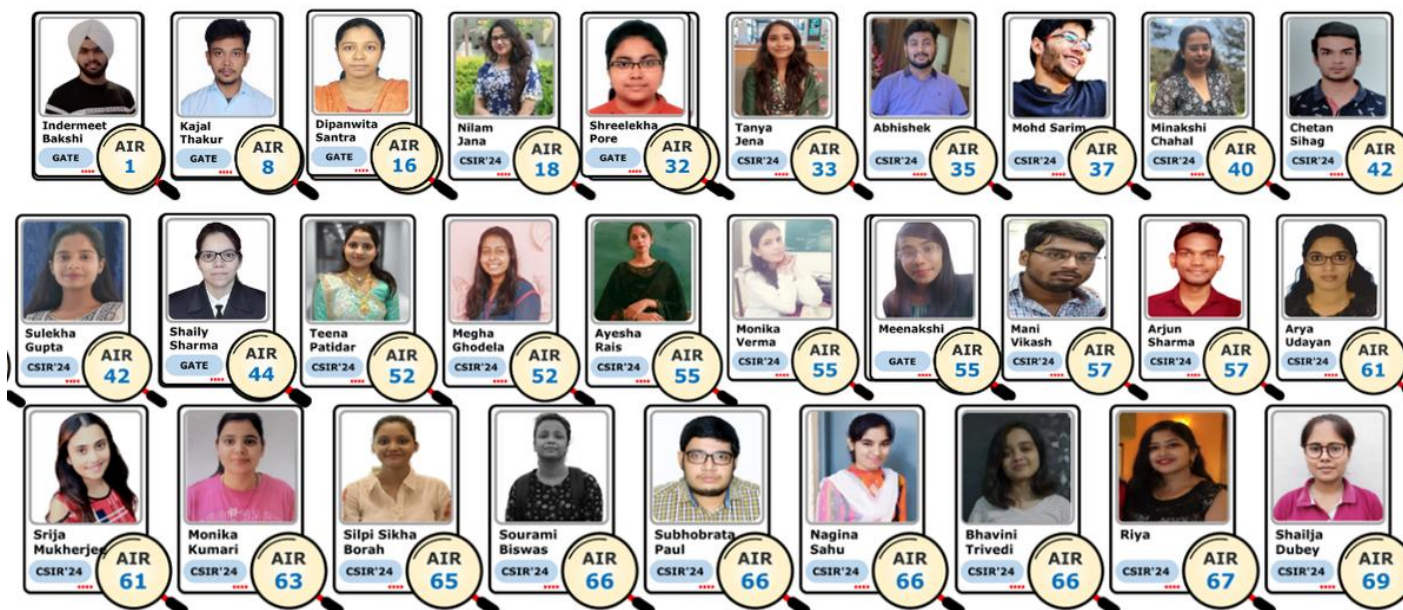 Indermeet
Bakshi
GATE
AIR
1
Kajal
Thakur
GATE
AIR
8
Dipanwita
Santra
GATE
AIR
16
Nilam
Jana
CSIR'24
AIR
18
Shreelekha
Pore
GATE
AIR
32
Tanya
Jena
CSIR'24
AIR
33
Abhishek
CSIR'24
AIR
35
Mohd Sarim
CSIR'24
AIR
37
Minakshi
Chahal
CSIR'24
AIR
40
Chetan
Sihag
CSIR'24
AIR
42
Sulekha
Gupta
CSIR'24
AIR
42
Shaily
Sharma
GATE
AIR
44
Teena
Patidar
CSIR'24
AIR
52
Megha
Ghodela
CSIR'24
AIR
52
Ayesha
Rais
CSIR'24
AIR
55
Monika
Verma
CSIR'24
AIR
55
Meenakshi
GATE
AIR
55
Mani
Vikash
CSIR'24
AIR
57
Arjun
Sharma
CSIR'24
AIR
57
Arya
Udayan
CSIR'24
AIR
61
Srija
Mukherjee
CSIR'24
AIR
61
Monika
Kumari
CSIR'24
AIR
63
Silpi Sikha
Borah
CSIR'24
AIR
65
Sourami
Biswas
CSIR'24
AIR
66
Subhobrata
Paul
CSIR'24
AIR
66
Nagina
Sahu
CSIR'24
AIR
66
Bhavini
Trivedi
CSIR'24
AIR
66
Riya
CSIR'24
AIR
67
Shailja
Dubey
CSIR'24
AIR
69